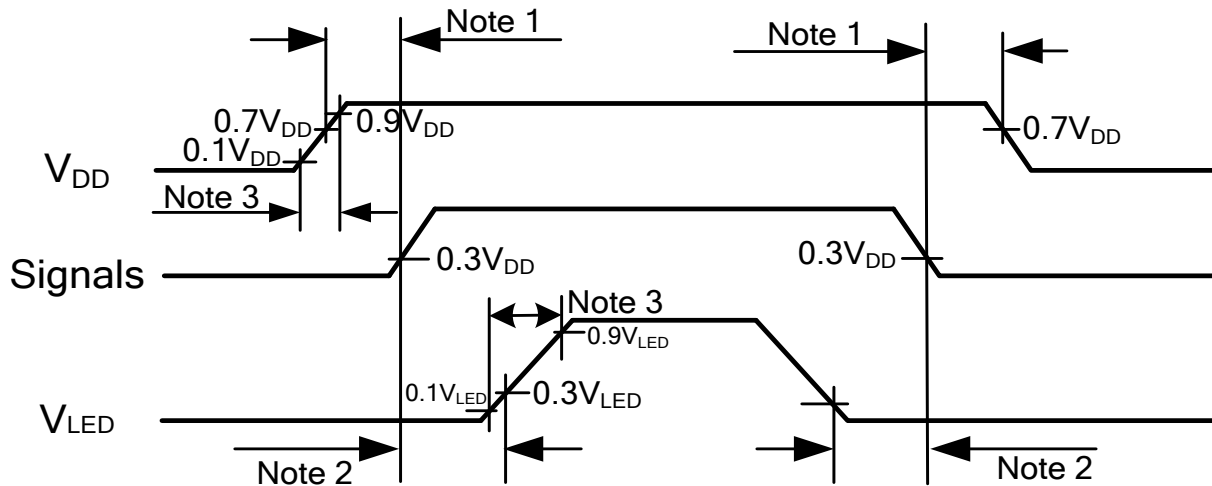 Note 1
Note 1
0.7VDD
0.9VDD
0.7VDD
0.1VDD
VDD
Note 3
0.3VDD
0.3VDD
Signals
Note 3
0.9VLED
0.1VLED
0.3VLED
VLED
Note 2
Note 2